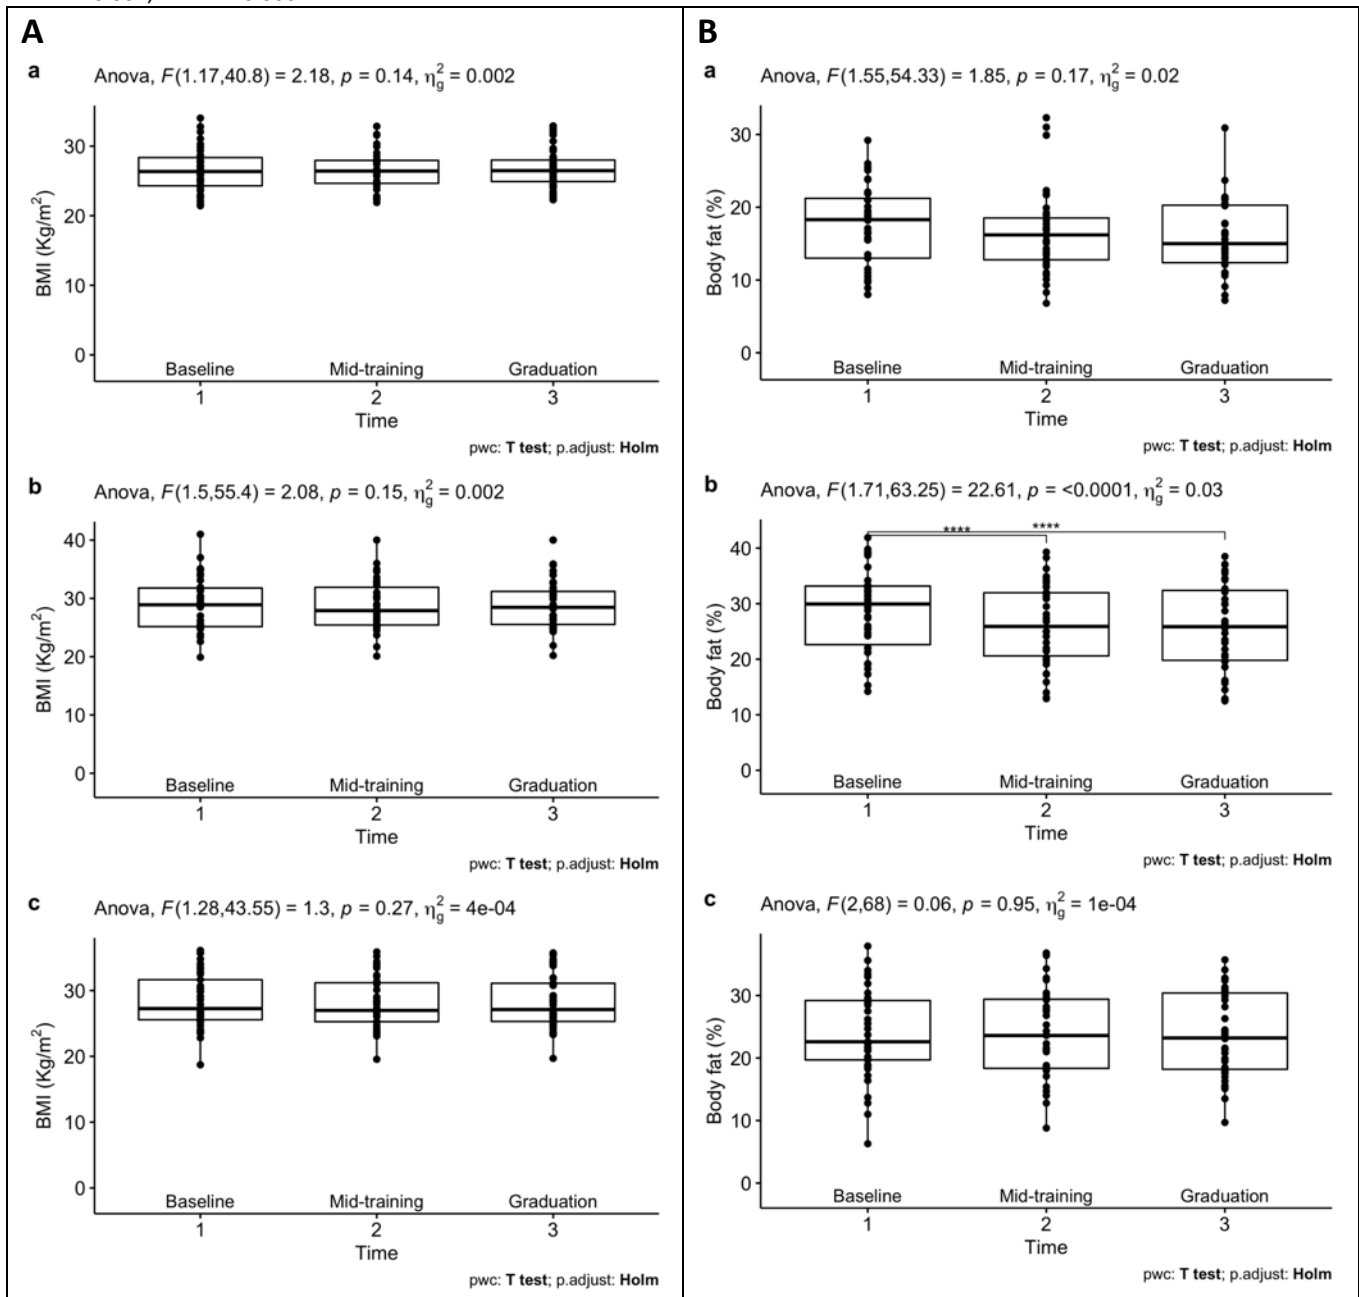 A
a
Anova, F(1.17,40.8) = 2.18, p = 0.14, η²g = 0.002
BMI (Kg/m²)
30
20
10
0
Baseline Mid-training Graduation
1 2 3
Time
pwc: T test; p.adjust: Holm
b
Anova, F(1.5,55.4) = 2.08, p = 0.15, η²g = 0.002
BMI (Kg/m²)
40
30
20
10
0
Baseline Mid-training Graduation
1 2 3
Time
pwc: T test; p.adjust: Holm
c
Anova, F(1.28,43.55) = 1.3, p = 0.27, η²g = 4e-04
BMI (Kg/m²)
30
20
10
0
Baseline Mid-training Graduation
1 2 3
Time
pwc: T test; p.adjust: Holm
B
a
Anova, F(1.55,54.33) = 1.85, p = 0.17, η²g = 0.02
Body fat (%)
30
20
10
0
Baseline Mid-training Graduation
1 2 3
Time
pwc: T test; p.adjust: Holm
b
Anova, F(1.71,63.25) = 22.61, p = <0.0001, η²g = 0.03
**** ****
Body fat (%)
40
30
20
10
0
Baseline Mid-training Graduation
1 2 3
Time
pwc: T test; p.adjust: Holm
c
Anova, F(2,68) = 0.06, p = 0.95, η²g = 1e-04
Body fat (%)
30
20
10
0
Baseline Mid-training Graduation
1 2 3
Time
pwc: T test; p.adjust: Holm